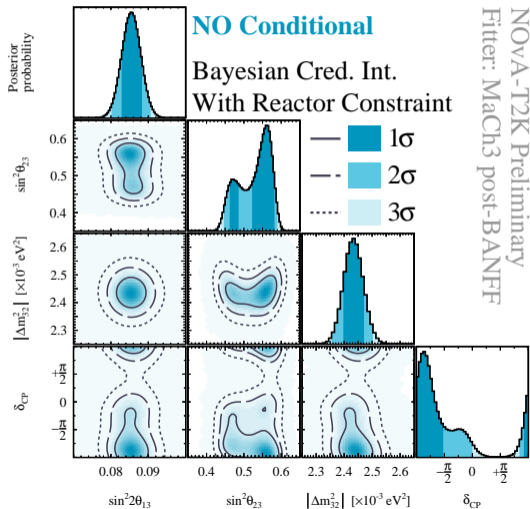 NO Conditional
Bayesian Cred. Int.
With Reactor Constraint
NOvA-T2K Preliminary
Fitter: MaCh3 post-BANFF
1σ
2σ
3σ
Posterior
probability
sin²θ₂₃
0.6
0.5
0.4
|Δm²₃₂| [×10⁻³ eV²]
2.6
2.5
2.4
2.3
δCP
+π/2
0
−π/2
0.08 0.09
sin²2θ₁₃
0.4 0.5 0.6
sin²θ₂₃
2.3 2.4 2.5 2.6
|Δm²₃₂| [×10⁻³ eV²]
−π/2 0 +π/2
δCP